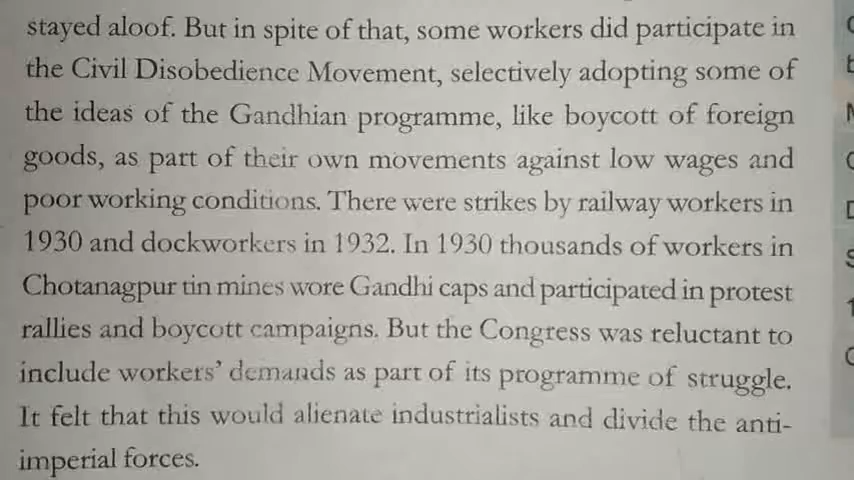 stayed aloof. But in spite of that, some workers did participate in
the Civil Disobedience Movement, selectively adopting some of
the ideas of the Gandhian programme, like boycott of foreign
goods, as part of their own movements against low wages and
poor working conditions. There were strikes by railway workers in
1930 and dockworkers in 1932. In 1930 thousands of workers in
Chotanagpur tin mines wore Gandhi caps and participated in protest
rallies and boycott campaigns. But the Congress was reluctant to
include workers’ demands as part of its programme of struggle.
It felt that this would alienate industrialists and divide the anti-
imperial forces.